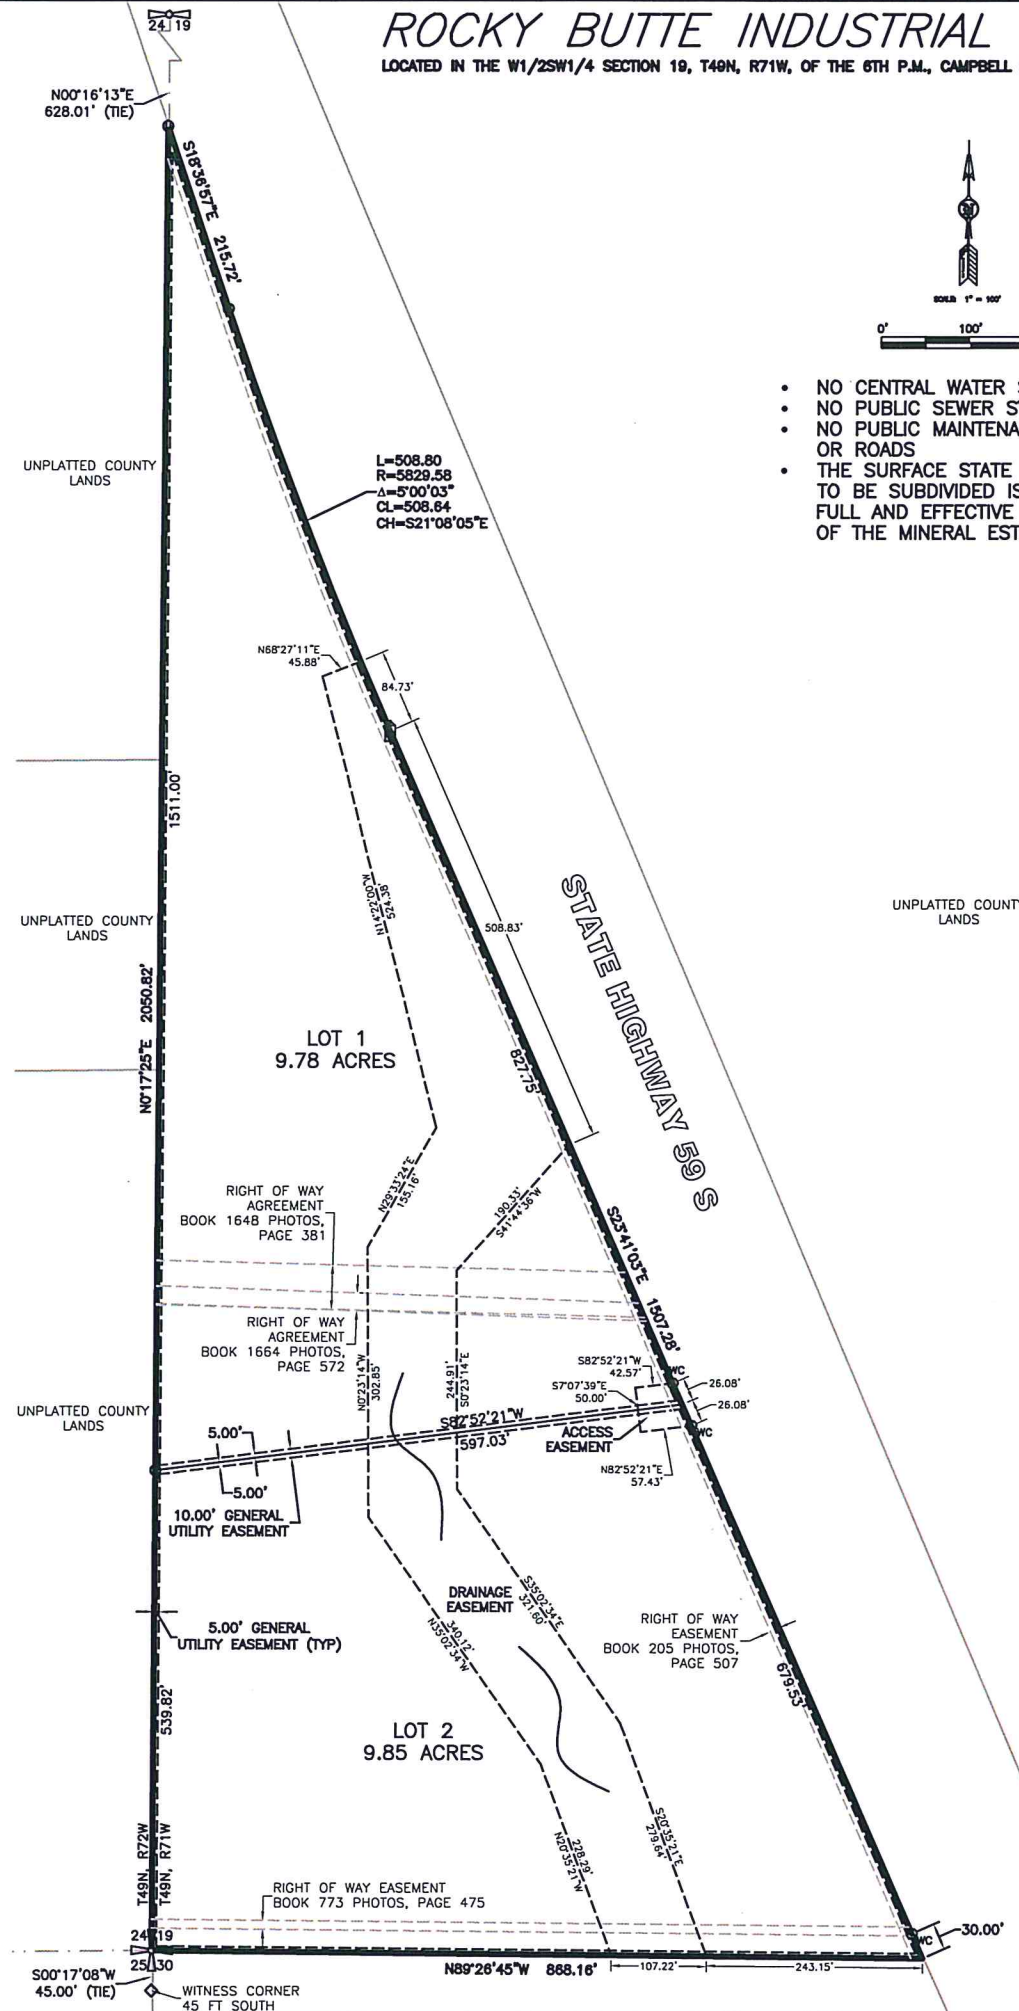 ROCKY BUTTE INDUSTRIAL
LOCATED IN THE W1/2SW1/4 SECTION 19, T49N, R71W, OF THE 6TH P.M., CAMPBELL
24 19
N00°16'13"E
628.01' (TIE)
S18°36'57"E 215.72'
SCALE 1" = 100'
0' 100'
• NO CENTRAL WATER
• NO PUBLIC SEWER
• NO PUBLIC
OR ROADS
• THE SURFACE STATE
TO BE SUBDIVIDED IS
FULL AND EFFECTIVE
OF THE MINERAL
UNPLATTED COUNTY
LANDS
L=508.80
R=5829.58
Δ=5°00'03"
CL=508.64
CH=S21°08'05"E
N68°27'11"E
45.88'
84.73'
1511.00'
N14°22'00"W
524.38'
508.83'
STATE HIGHWAY 59 S
UNPLATTED COUNTY
LANDS
UNPLATTED COUNTY
LANDS
N0°17'25"E 2050.82'
LOT 1
9.78 ACRES
827.75'
N29°33'24"E
155.16'
190.33'
S41°44'36"W
RIGHT OF WAY
AGREEMENT
BOOK 1648 PHOTOS,
PAGE 381
S23°41'03"E 1507.28'
RIGHT OF WAY
AGREEMENT
BOOK 1664 PHOTOS,
PAGE 572
N0°23'14"W
302.85'
244.91'
S0°23'14"E
S82°52'21"W
42.57'
WC
S7°07'39"E
50.00'
26.08'
26.08'
UNPLATTED COUNTY
LANDS
S82°52'21"W
597.03'
ACCESS
EASEMENT
WC
5.00'
5.00'
N82°52'21"E
57.43'
10.00' GENERAL
UTILITY EASEMENT
DRAINAGE
EASEMENT
S35°02'34"E
321.60'
340.12'
N35°02'34"W
5.00' GENERAL
UTILITY EASEMENT (TYP)
RIGHT OF WAY
EASEMENT
BOOK 205 PHOTOS,
PAGE 507
679.53'
539.82'
LOT 2
9.85 ACRES
S20°35'21"E
279.64'
228.29'
N20°35'21"W
T49N, R72W
T49N, R71W
RIGHT OF WAY EASEMENT
BOOK 773 PHOTOS, PAGE 475
24 19
25 30
WC
30.00'
N89°26'45"W 868.16'
107.22'
243.15'
S00°17'08"W
45.00' (TIE)
WITNESS CORNER
45 FT SOUTH